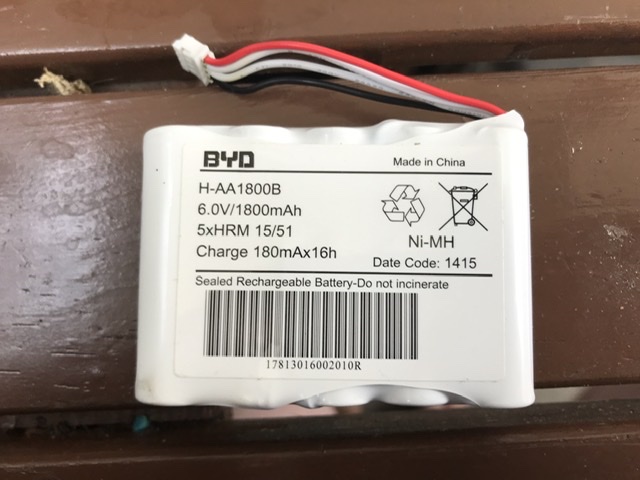 BYD
Made in China
H-AA1800B
6.0V/1800mAh
5xHRM 15/51
Charge 180mAx16h
Ni-MH
Date Code: 1415
Sealed Rechargeable Battery-Do not incinerate
17813016002010R